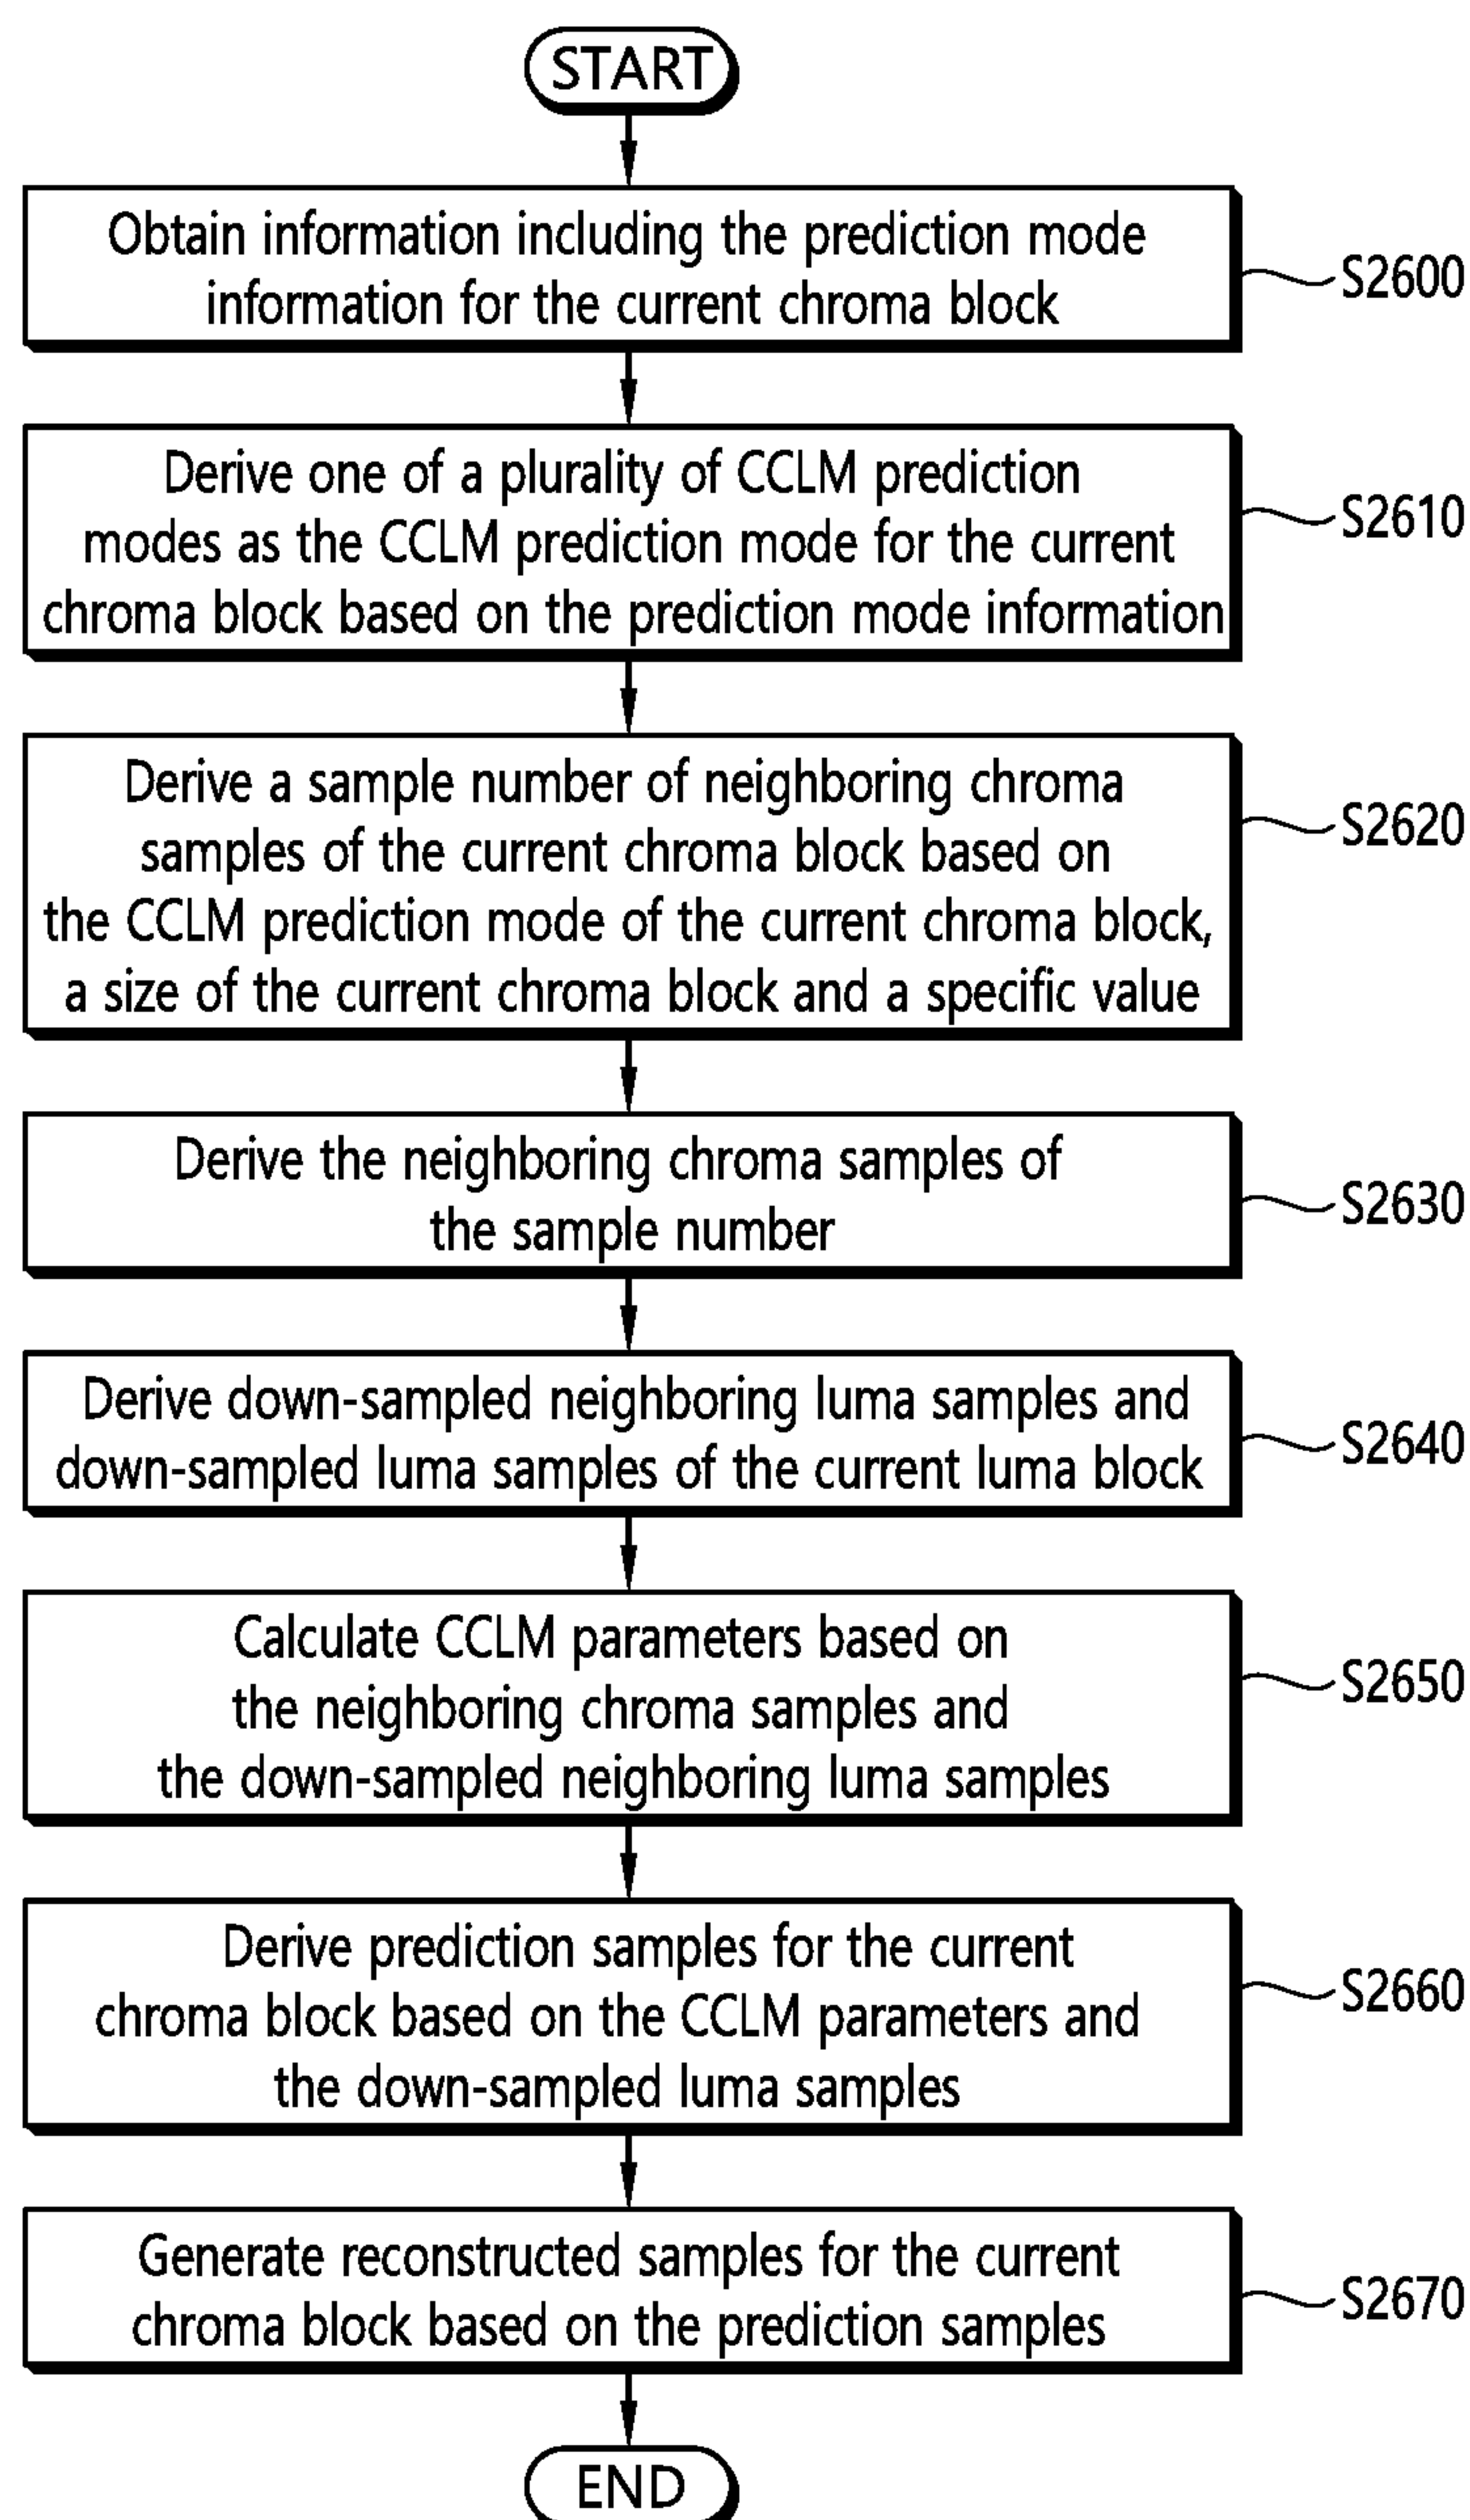 START
Obtain information including the prediction mode
information for the current chroma block
S2600
Derive one of a plurality of CCLM prediction
modes as the CCLM prediction mode for the current
chroma block based on the prediction mode information
S2610
Derive a sample number of neighboring chroma
samples of the current chroma block based on
the CCLM prediction mode of the current chroma block,
a size of the current chroma block and a specific value
S2620
Derive the neighboring chroma samples of
the sample number
S2630
Derive down-sampled neighboring luma samples and
down-sampled luma samples of the current luma block
S2640
Calculate CCLM parameters based on
the neighboring chroma samples and
the down-sampled neighboring luma samples
S2650
Derive prediction samples for the current
chroma block based on the CCLM parameters and
the down-sampled luma samples
S2660
Generate reconstructed samples for the current
chroma block based on the prediction samples
S2670
END